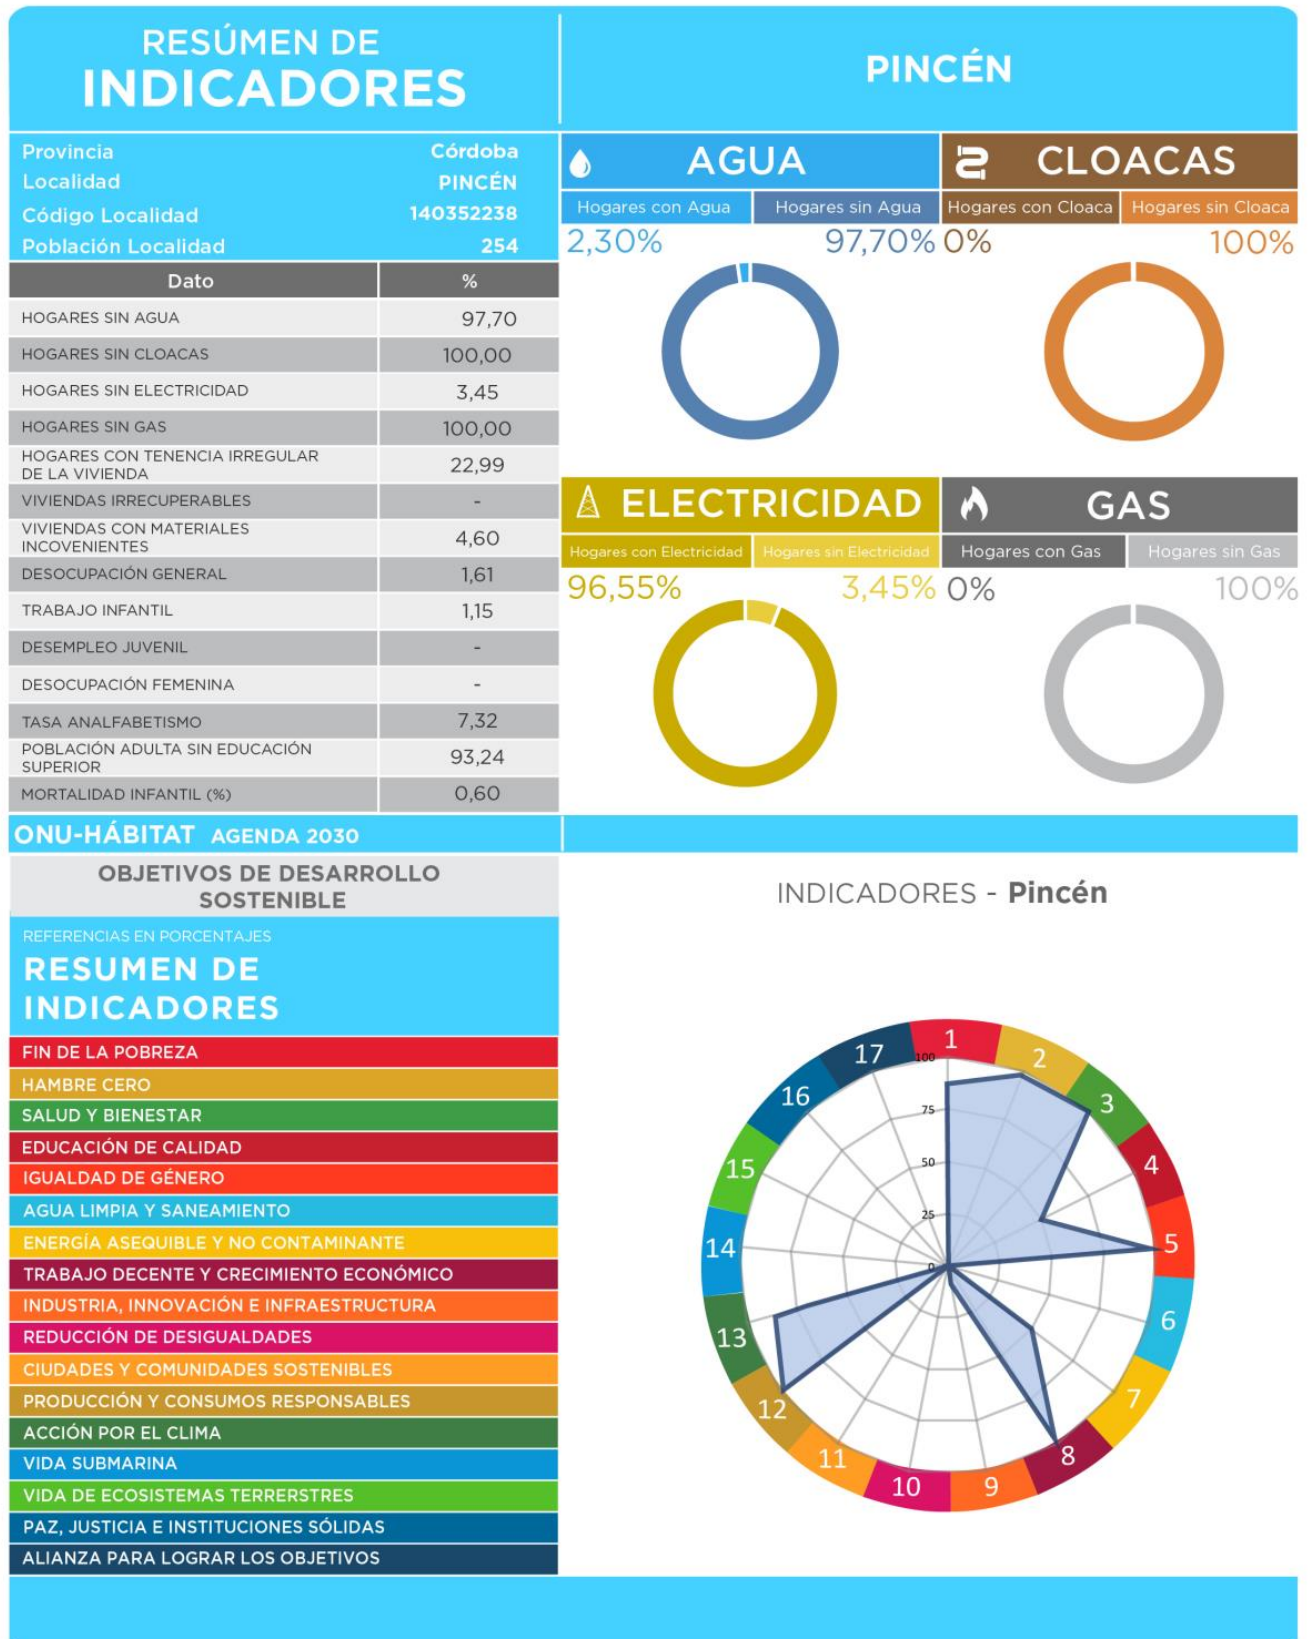 RESÚMEN DE
INDICADORES
PINCÉN
Provincia Córdoba
Localidad PINCÉN
Código Localidad 140352238
Población Localidad 254
Dato %
HOGARES SIN AGUA 97,70
HOGARES SIN CLOACAS 100,00
HOGARES SIN ELECTRICIDAD 3,45
HOGARES SIN GAS 100,00
HOGARES CON TENENCIA IRREGULAR
DE LA VIVIENDA 22,99
VIVIENDAS IRRECUPERABLES -
VIVIENDAS CON MATERIALES
INCOVENIENTES 4,60
DESOCUPACIÓN GENERAL 1,61
TRABAJO INFANTIL 1,15
DESEMPLEO JUVENIL -
DESOCUPACIÓN FEMENINA -
TASA ANALFABETISMO 7,32
POBLACIÓN ADULTA SIN EDUCACIÓN
SUPERIOR 93,24
MORTALIDAD INFANTIL (%) 0,60
AGUA
Hogares con Agua Hogares sin Agua
2,30% 97,70%
CLOACAS
Hogares con Cloaca Hogares sin Cloaca
0% 100%
ELECTRICIDAD
Hogares con Electricidad Hogares sin Electricidad
96,55% 3,45%
GAS
Hogares con Gas Hogares sin Gas
0% 100%
ONU-HÁBITAT AGENDA 2030
OBJETIVOS DE DESARROLLO
SOSTENIBLE
REFERENCIAS EN PORCENTAJES
RESUMEN DE
INDICADORES
FIN DE LA POBREZA
HAMBRE CERO
SALUD Y BIENESTAR
EDUCACIÓN DE CALIDAD
IGUALDAD DE GÉNERO
AGUA LIMPIA Y SANEAMIENTO
ENERGÍA ASEQUIBLE Y NO CONTAMINANTE
TRABAJO DECENTE Y CRECIMIENTO ECONÓMICO
INDUSTRIA, INNOVACIÓN E INFRAESTRUCTURA
REDUCCIÓN DE DESIGUALDADES
CIUDADES Y COMUNIDADES SOSTENIBLES
PRODUCCIÓN Y CONSUMOS RESPONSABLES
ACCIÓN POR EL CLIMA
VIDA SUBMARINA
VIDA DE ECOSISTEMAS TERRERSTRES
PAZ, JUSTICIA E INSTITUCIONES SÓLIDAS
ALIANZA PARA LOGRAR LOS OBJETIVOS
INDICADORES - Pincén
1
2
3
4
5
6
7
8
9
10
11
12
13
14
15
16
17
100
75
50
25
0